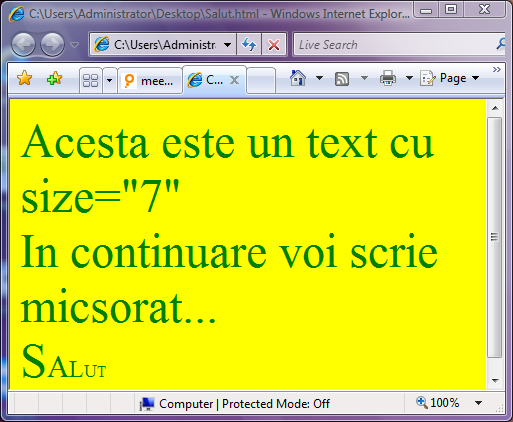 C:\Users\Administrator\Desktop\Salut.html - Windows Internet Explor...
C:\Users\Administra
Live Search
mee...
C...
Page
Acesta este un text cu
size="7"
In continuare voi scrie
micsorat...
SALUT
Computer | Protected Mode: Off
100%